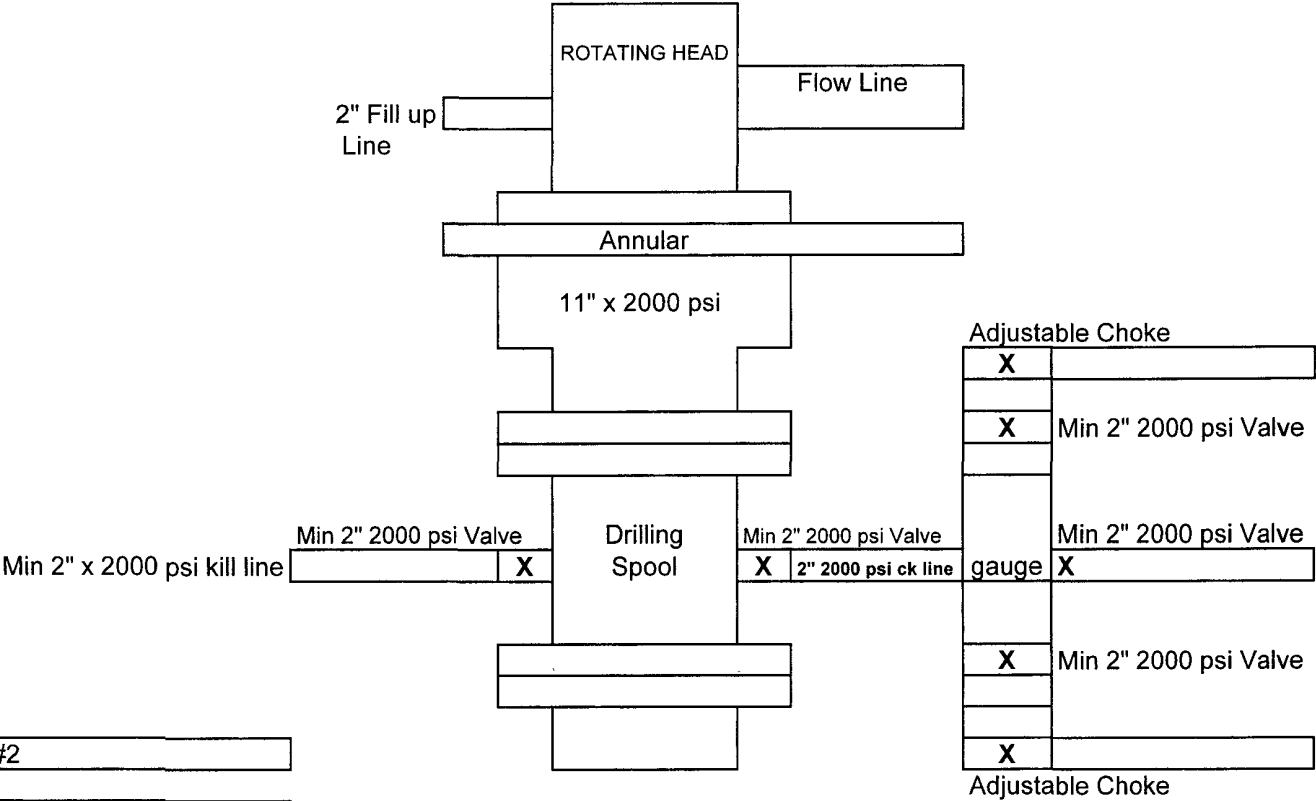 ROTATING HEAD
Flow Line
2" Fill up
Line
Annular
11" x 2000 psi
Adjustable Choke
X
X Min 2" 2000 psi Valve
Min 2" 2000 psi Valve
Drilling
Spool
Min 2" 2000 psi Valve
Min 2" 2000 psi Valve
Min 2" x 2000 psi kill line
X
X
2" 2000 psi ck line
gauge
X
X Min 2" 2000 psi Valve
#2
X
Adjustable Choke